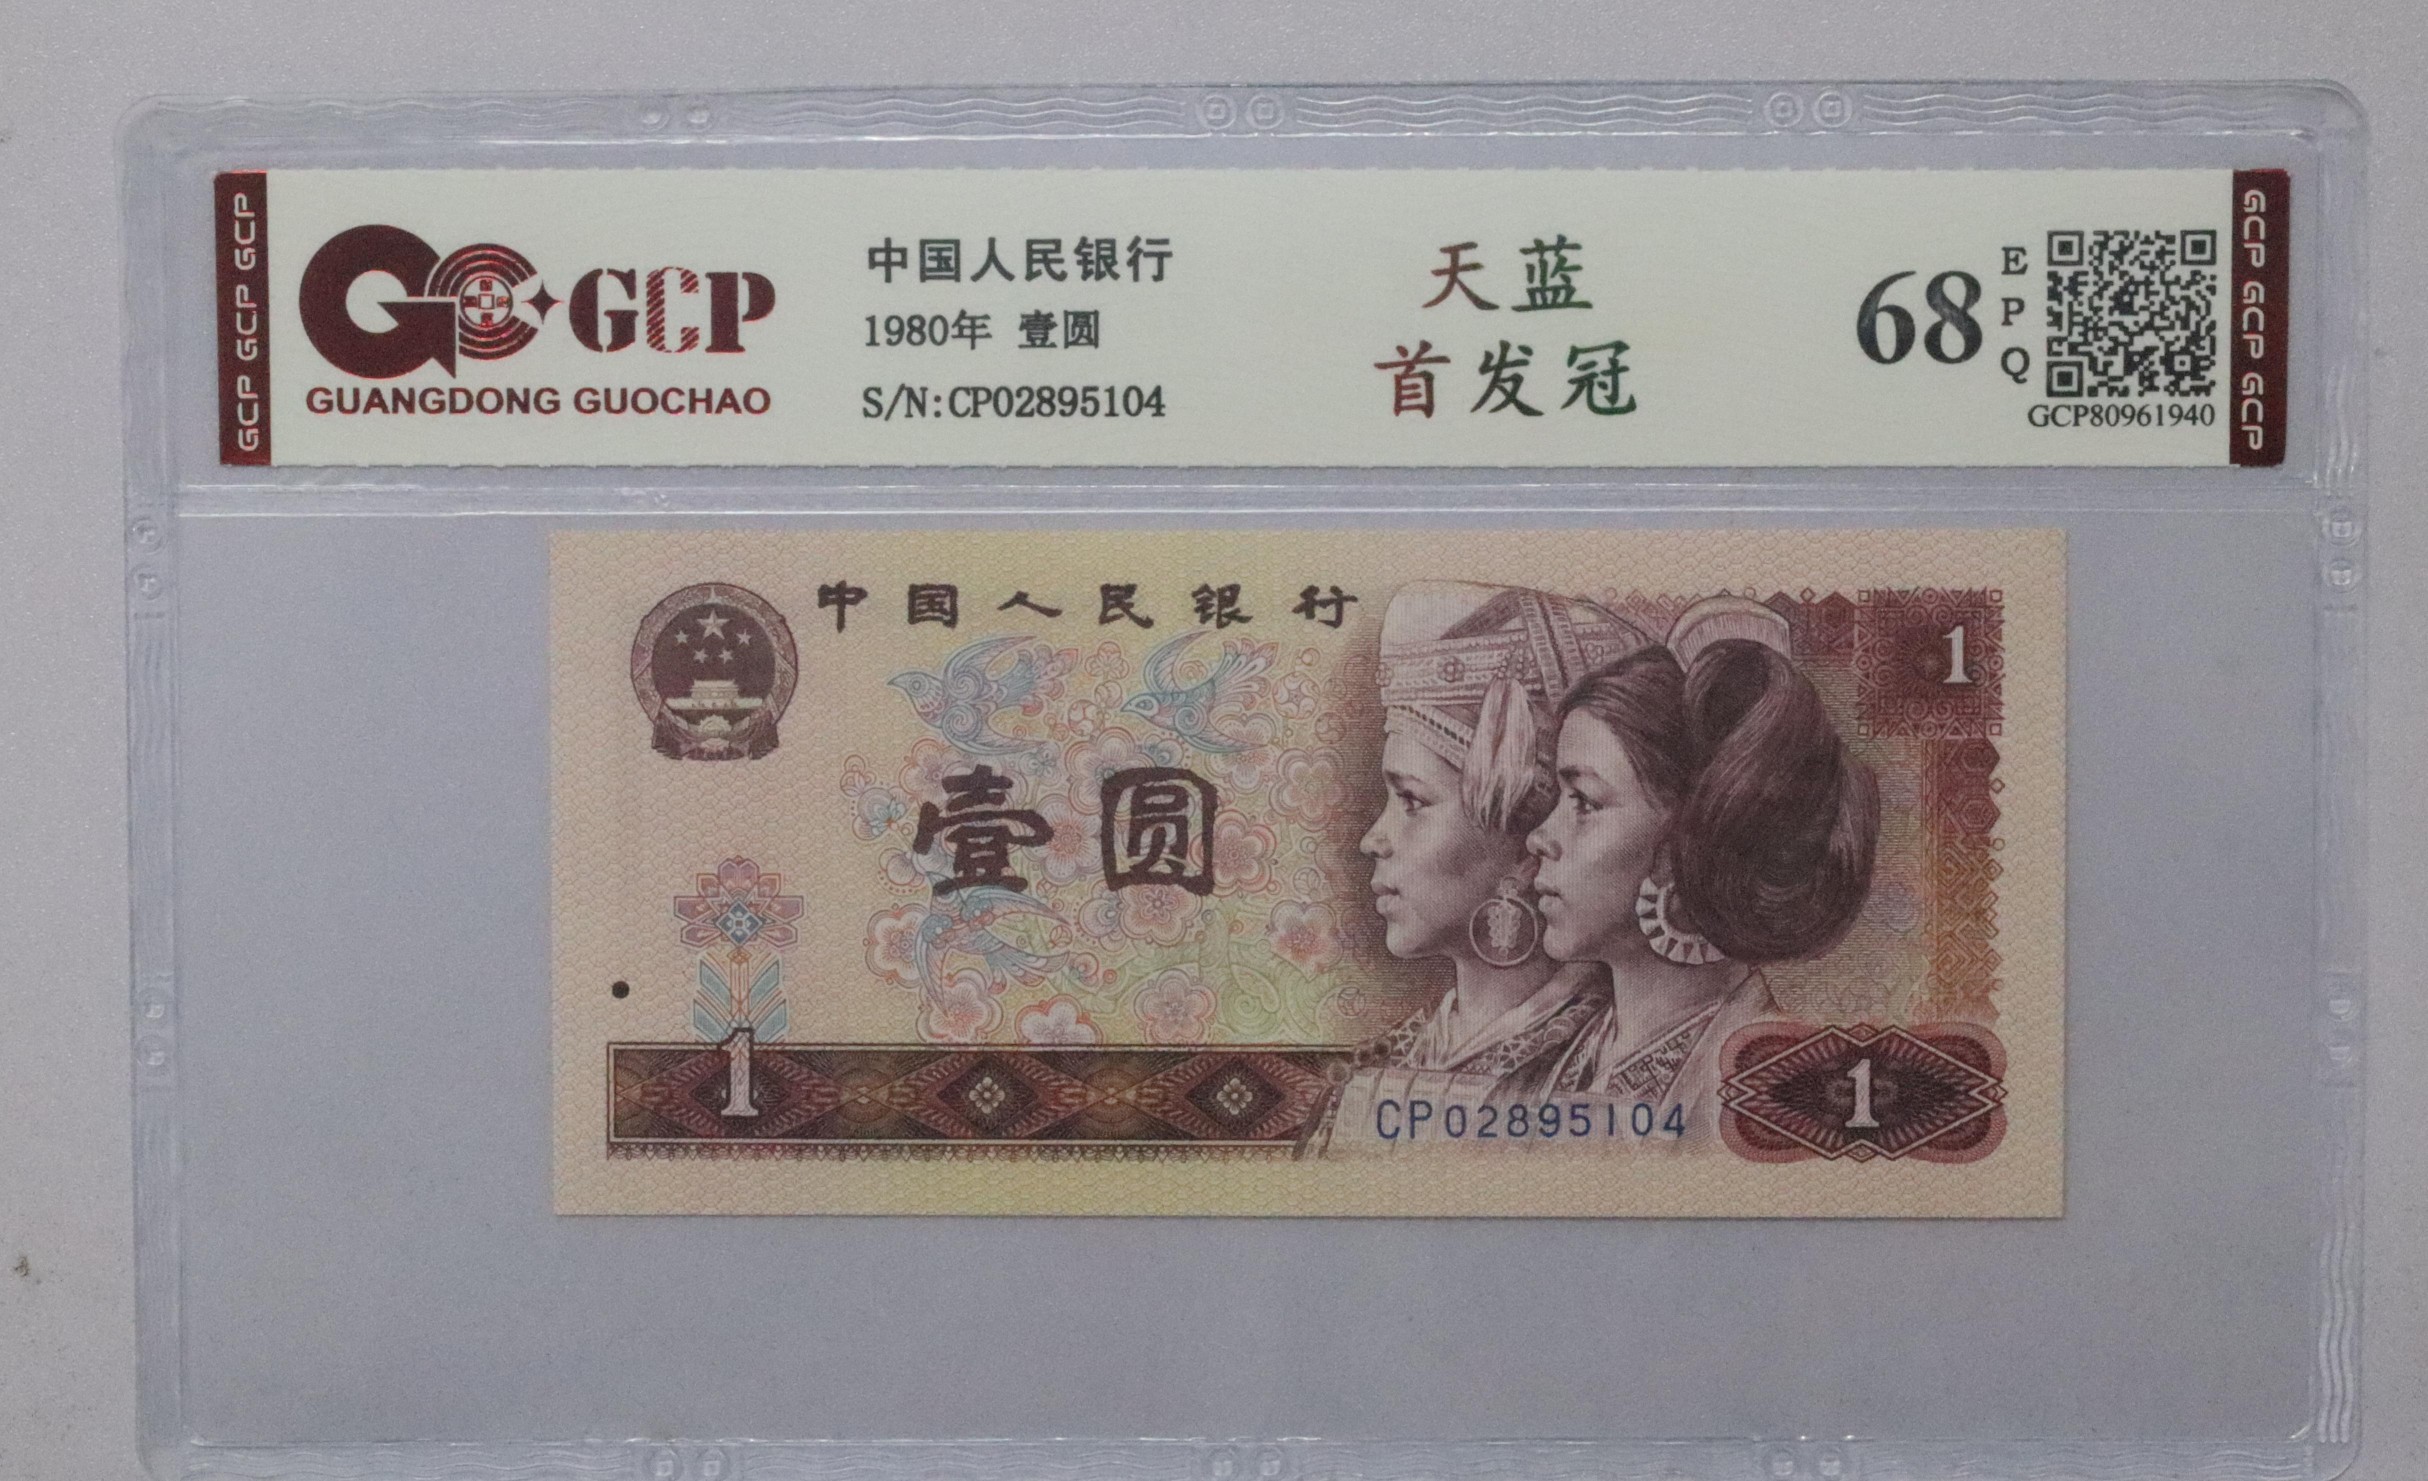 GCP GCP GCP
GCP
GUANGDONG GUOCHAO
中国人民银行
1980年 壹圆
S/N:CP02895104
天蓝
首发冠
68
EPQ
GCP80961940
GCP GCP GCP
中国人民银行
1
壹圆
1
CP02895104
1